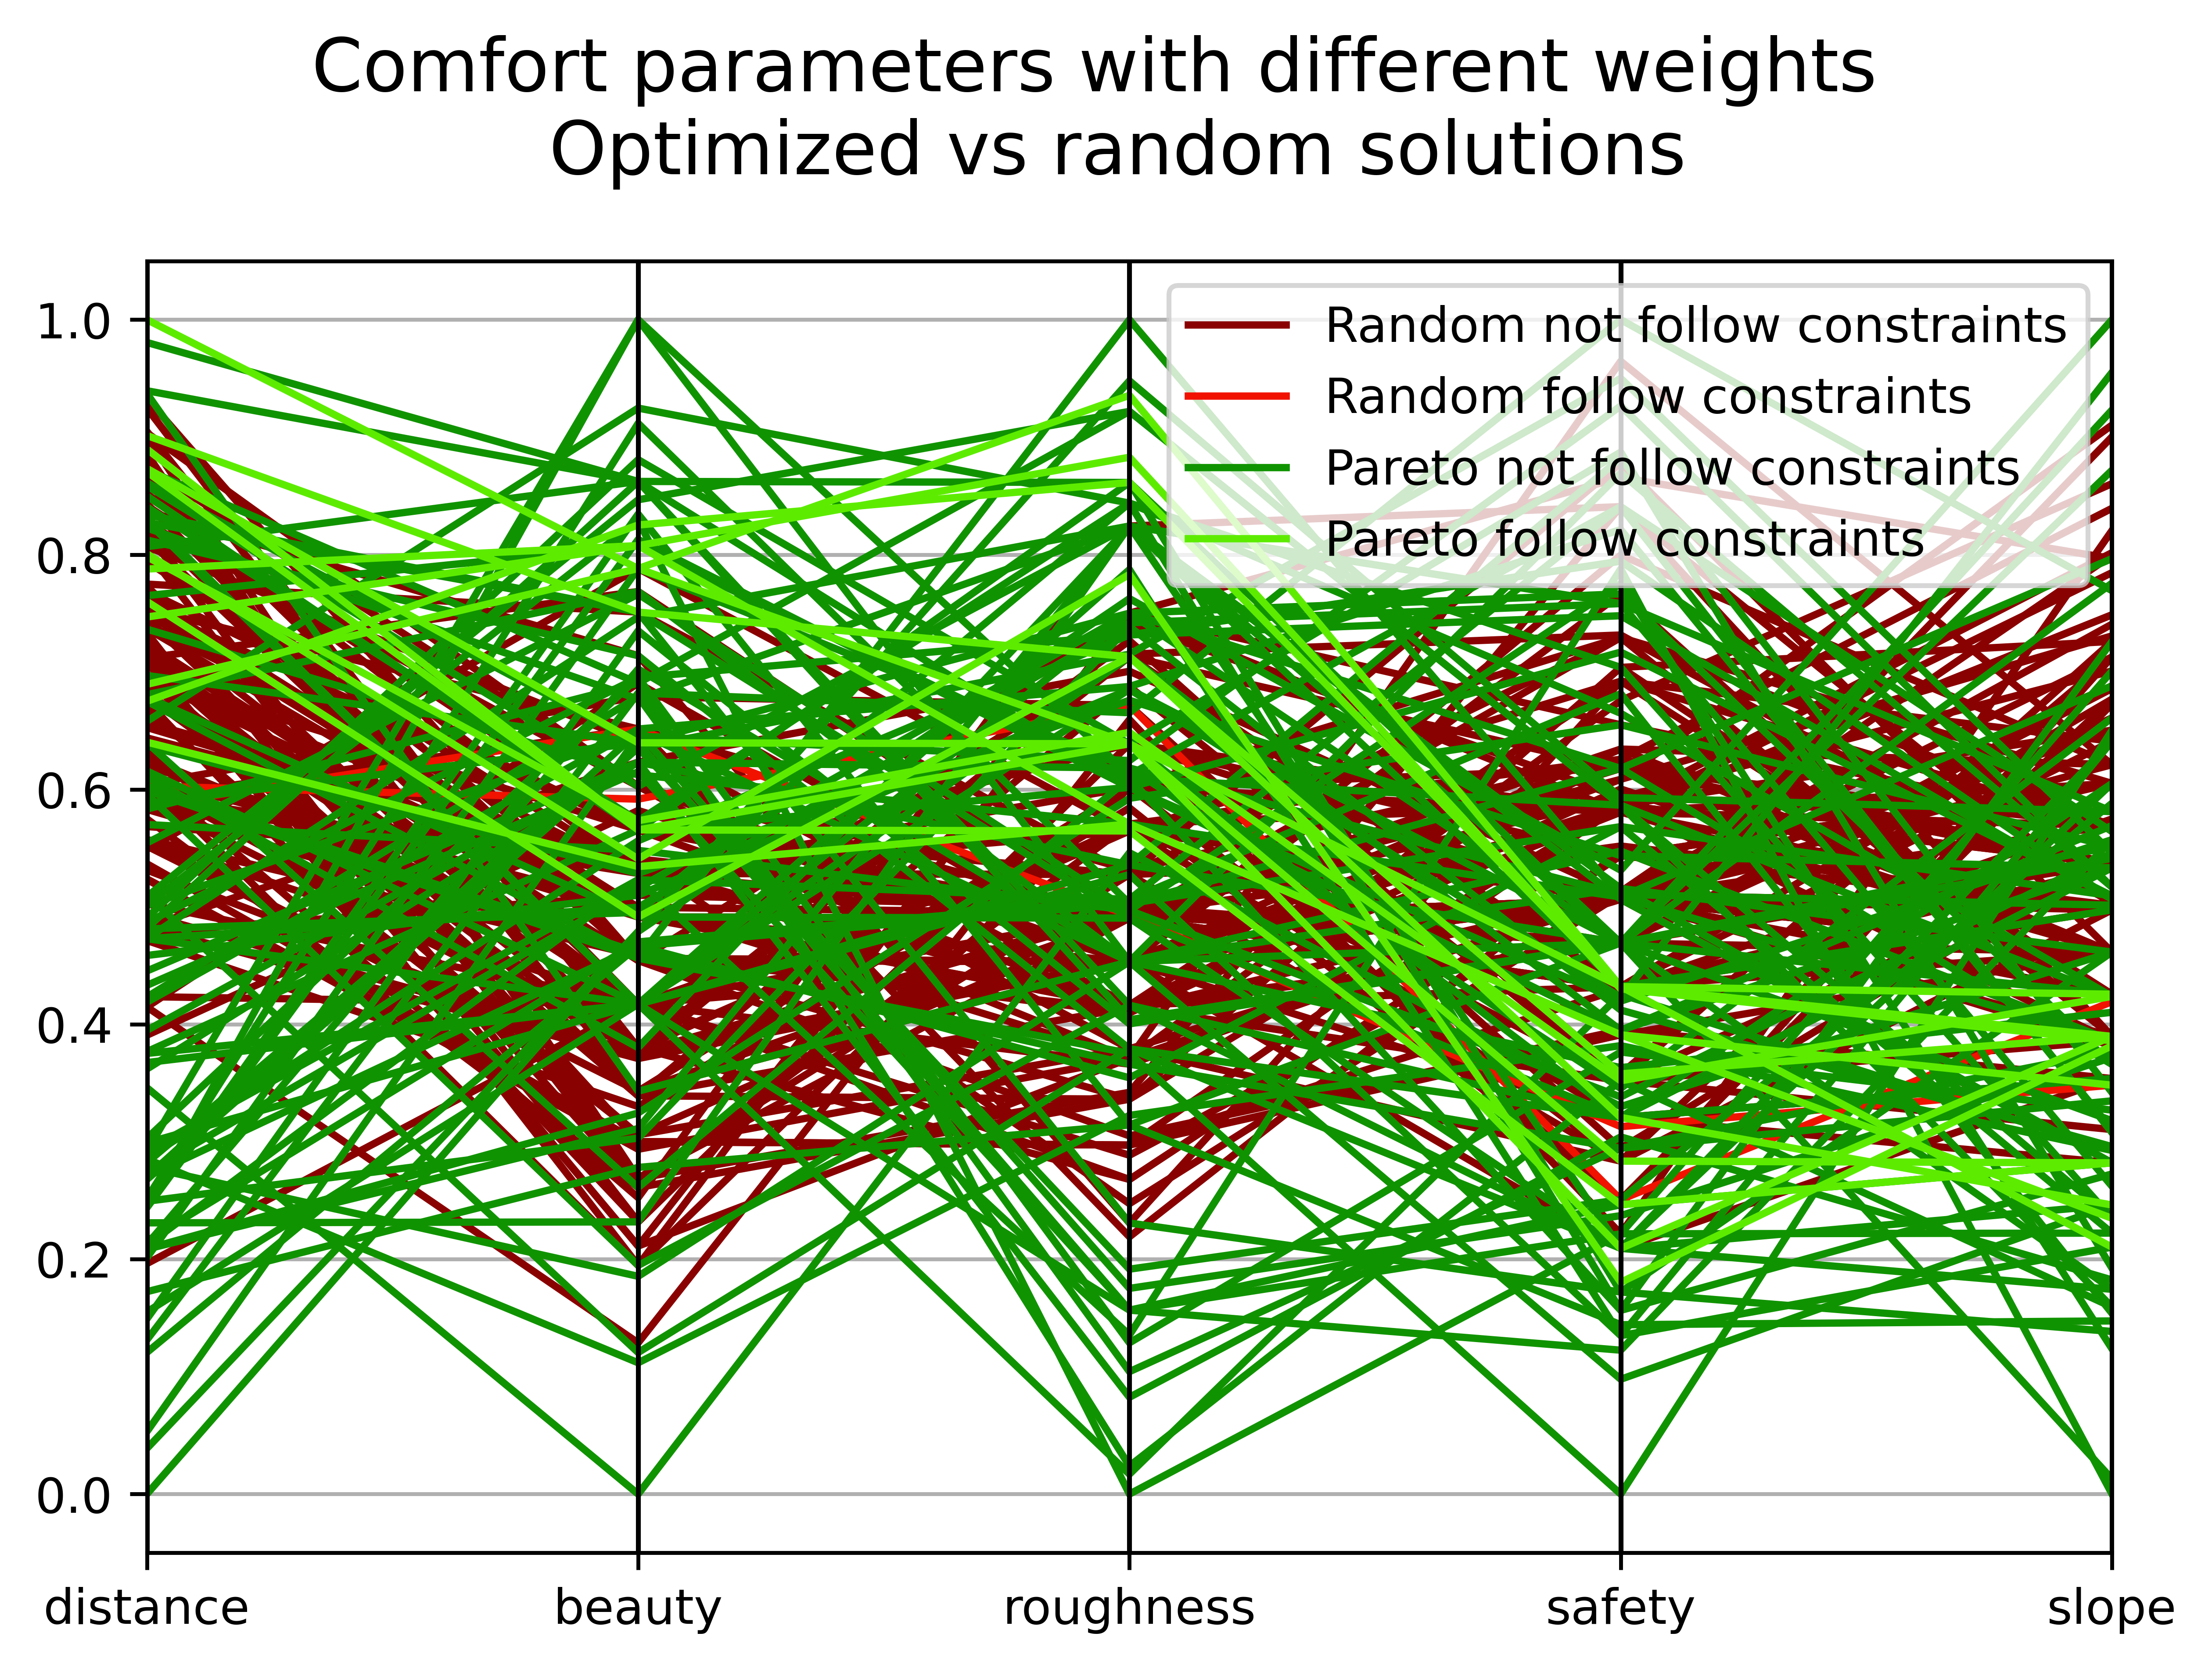 Comfort parameters with different weights
Optimized vs random solutions
1.0
0.8
0.6
0.4
0.2
0.0
Random not follow constraints
Random follow constraints
Pareto not follow constraints
Pareto follow constraints
distance beauty roughness safety slope